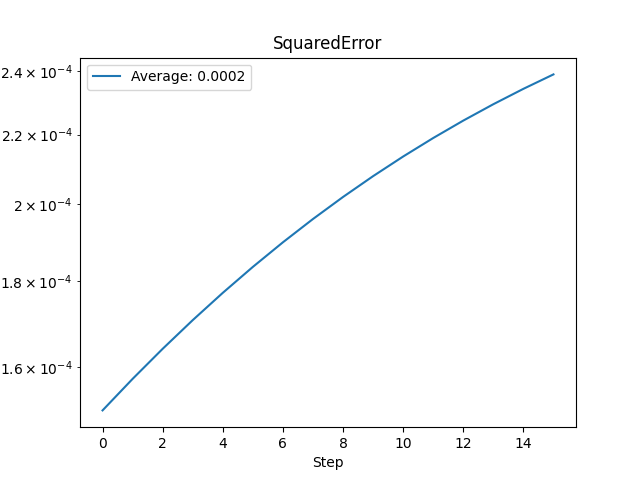 SquaredError
Average: 0.0002
2.4 × 10⁻⁴
2.2 × 10⁻⁴
2 × 10⁻⁴
1.8 × 10⁻⁴
1.6 × 10⁻⁴
0 2 4 6 8 10 12 14
Step